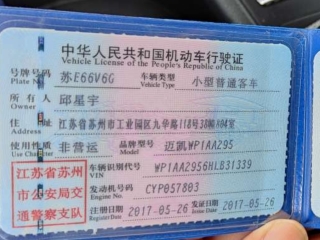 中华人民共和国机动车行驶证
Vehicle License of the People's Republic of China
号牌号码 苏E66V6G 车辆类型 小型普通客车
Plate No. Vehicle Type
所有人 邱星宇
Owner
住址 江苏省苏州市工业园区九华路118号38幢H04室
Address
使用性质 非营运 品牌型号 迈凯WP1AA295
Use Character Model
江苏省苏州市公安局交通警察支队
车辆识别代号 WP1AA2956HLB31339
VIN
发动机号码 CYP057803
Engine No.
注册日期 2017-05-26 发证日期 2017-05-26
Register Date Issue Date